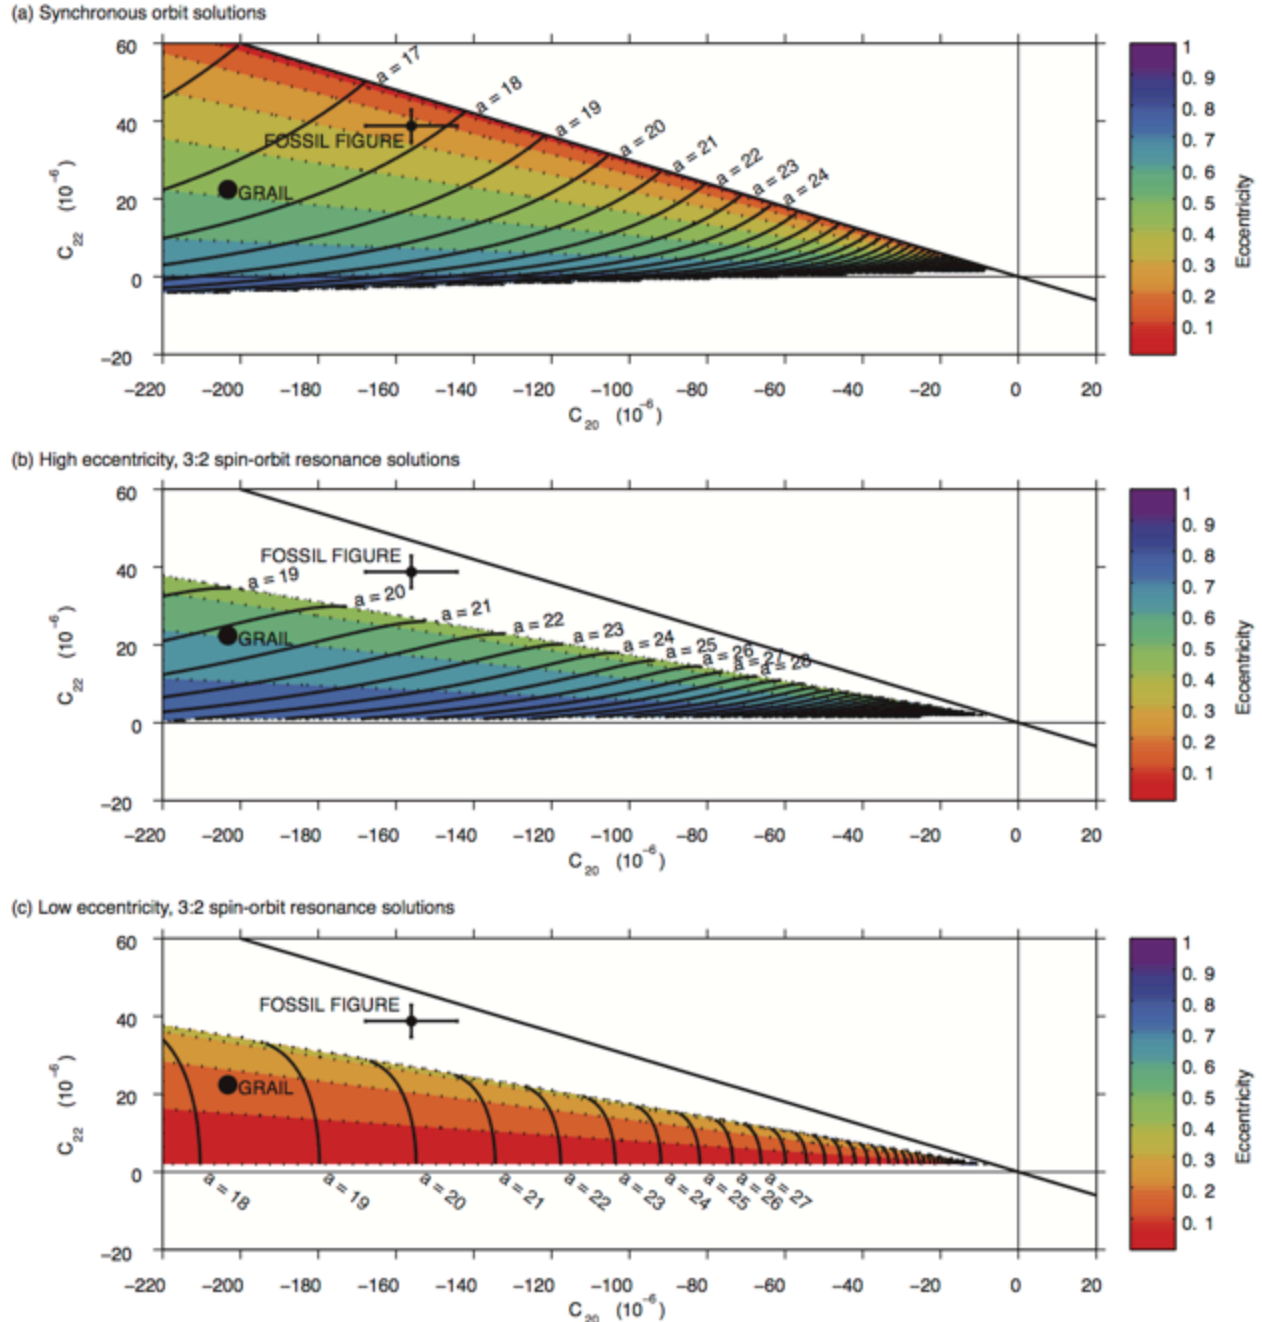 (a) Synchronous orbit solutions
60
40
20
0
−20
C22 (10−6)
a = 17
a = 18
a = 19
a = 20
a = 21
a = 22
a = 23
a = 24
FOSSIL FIGURE
GRAIL
−220 −200 −180 −160 −140 −120 −100 −80 −60 −40 −20 0 20
C20 (10−6)
1
0. 9
0. 8
0. 7
0. 6
0. 5
0. 4
0. 3
0. 2
0. 1
Eccentricity
(b) High eccentricity, 3:2 spin-orbit resonance solutions
60
40
20
0
−20
C22 (10−6)
FOSSIL FIGURE
a = 19
a = 20
a = 21
a = 22
a = 23
a = 24
a = 25
a = 26
a = 27
a = 28
GRAIL
−220 −200 −180 −160 −140 −120 −100 −80 −60 −40 −20 0 20
C20 (10−6)
1
0. 9
0. 8
0. 7
0. 6
0. 5
0. 4
0. 3
0. 2
0. 1
Eccentricity
(c) Low eccentricity, 3:2 spin-orbit resonance solutions
60
40
20
0
−20
C22 (10−6)
FOSSIL FIGURE
GRAIL
a = 18
a = 19
a = 20
a = 21
a = 22
a = 23
a = 24
a = 25
a = 26
a = 27
−220 −200 −180 −160 −140 −120 −100 −80 −60 −40 −20 0 20
C20 (10−6)
1
0. 9
0. 8
0. 7
0. 6
0. 5
0. 4
0. 3
0. 2
0. 1
Eccentricity